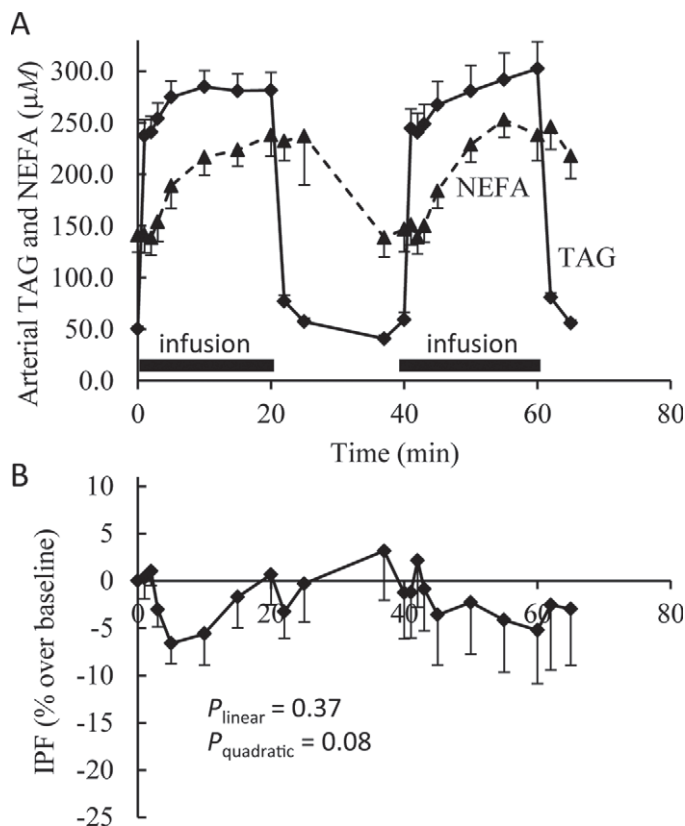 A
Arterial TAG and NEFA (µM)
300.0
250.0
200.0
150.0
100.0
50.0
0.0
NEFA
TAG
infusion
infusion
0
20
40
60
80
Time (min)
B
IPF (% over baseline)
10
5
0
-5
-10
-15
-20
-25
0
20
40
60
80
P linear = 0.37
P quadratic = 0.08